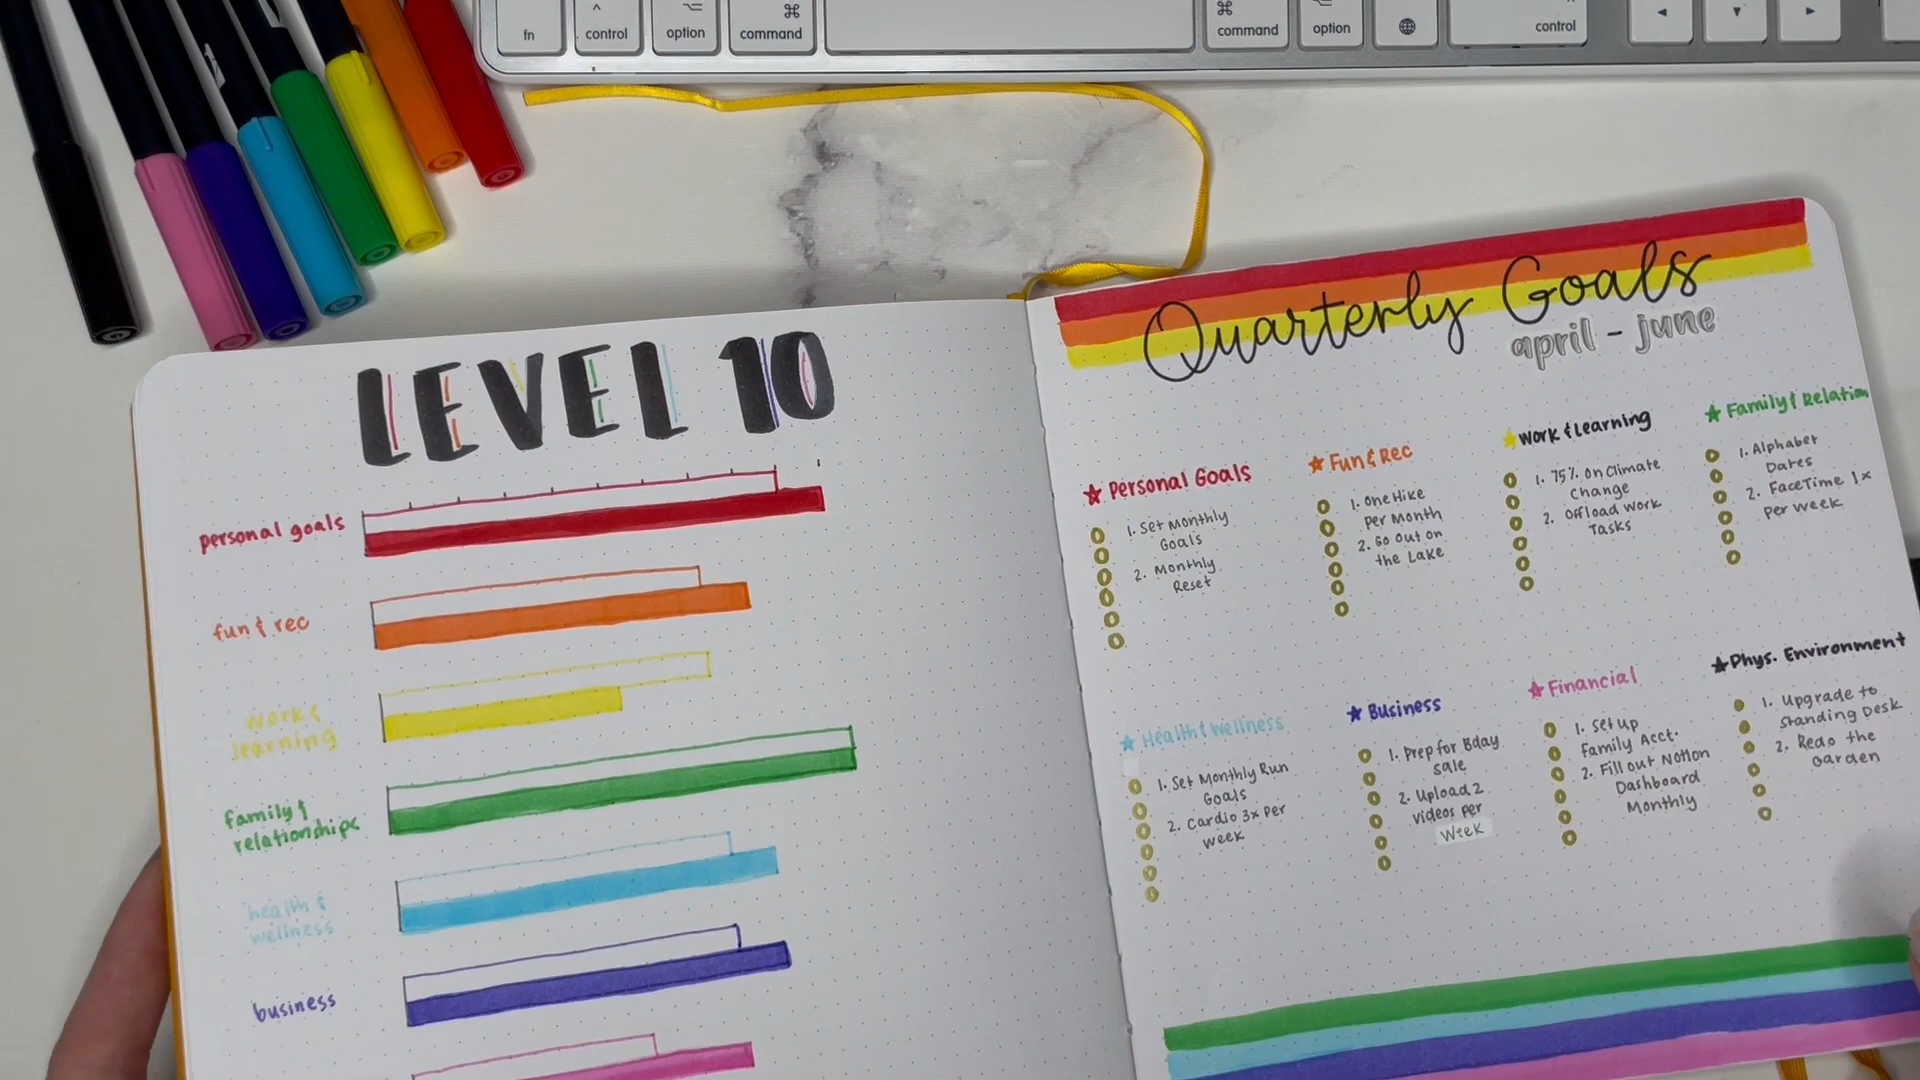 fn
control
option
command
command
option
control
LEVEL 10
personal goals
fun & rec
work &
learning
family &
relationships
health &
wellness
business
Quarterly Goals
april - june
Personal Goals
1. Set Monthly
Goals
2. Monthly
Reset
Fun & Rec
1. One Hike
per Month
2. Go Out on
the Lake
Work & Learning
1. 75% on Climate
Change
2. Offload Work
Tasks
Family & Relation
1. Alphabet
Dates
2. FaceTime 1x
per week
Health & Wellness
1. Set Monthly Run
Goals
2. Cardio 3x per
week
Business
1. Prep for Bday
Sale
2. Upload 2
videos per
Week
Financial
1. Set up
Family Acct.
2. Fill out Notion
Dashboard
Monthly
Phys. Environment
1. Upgrade to
Standing Desk
2. Redo the
Garden